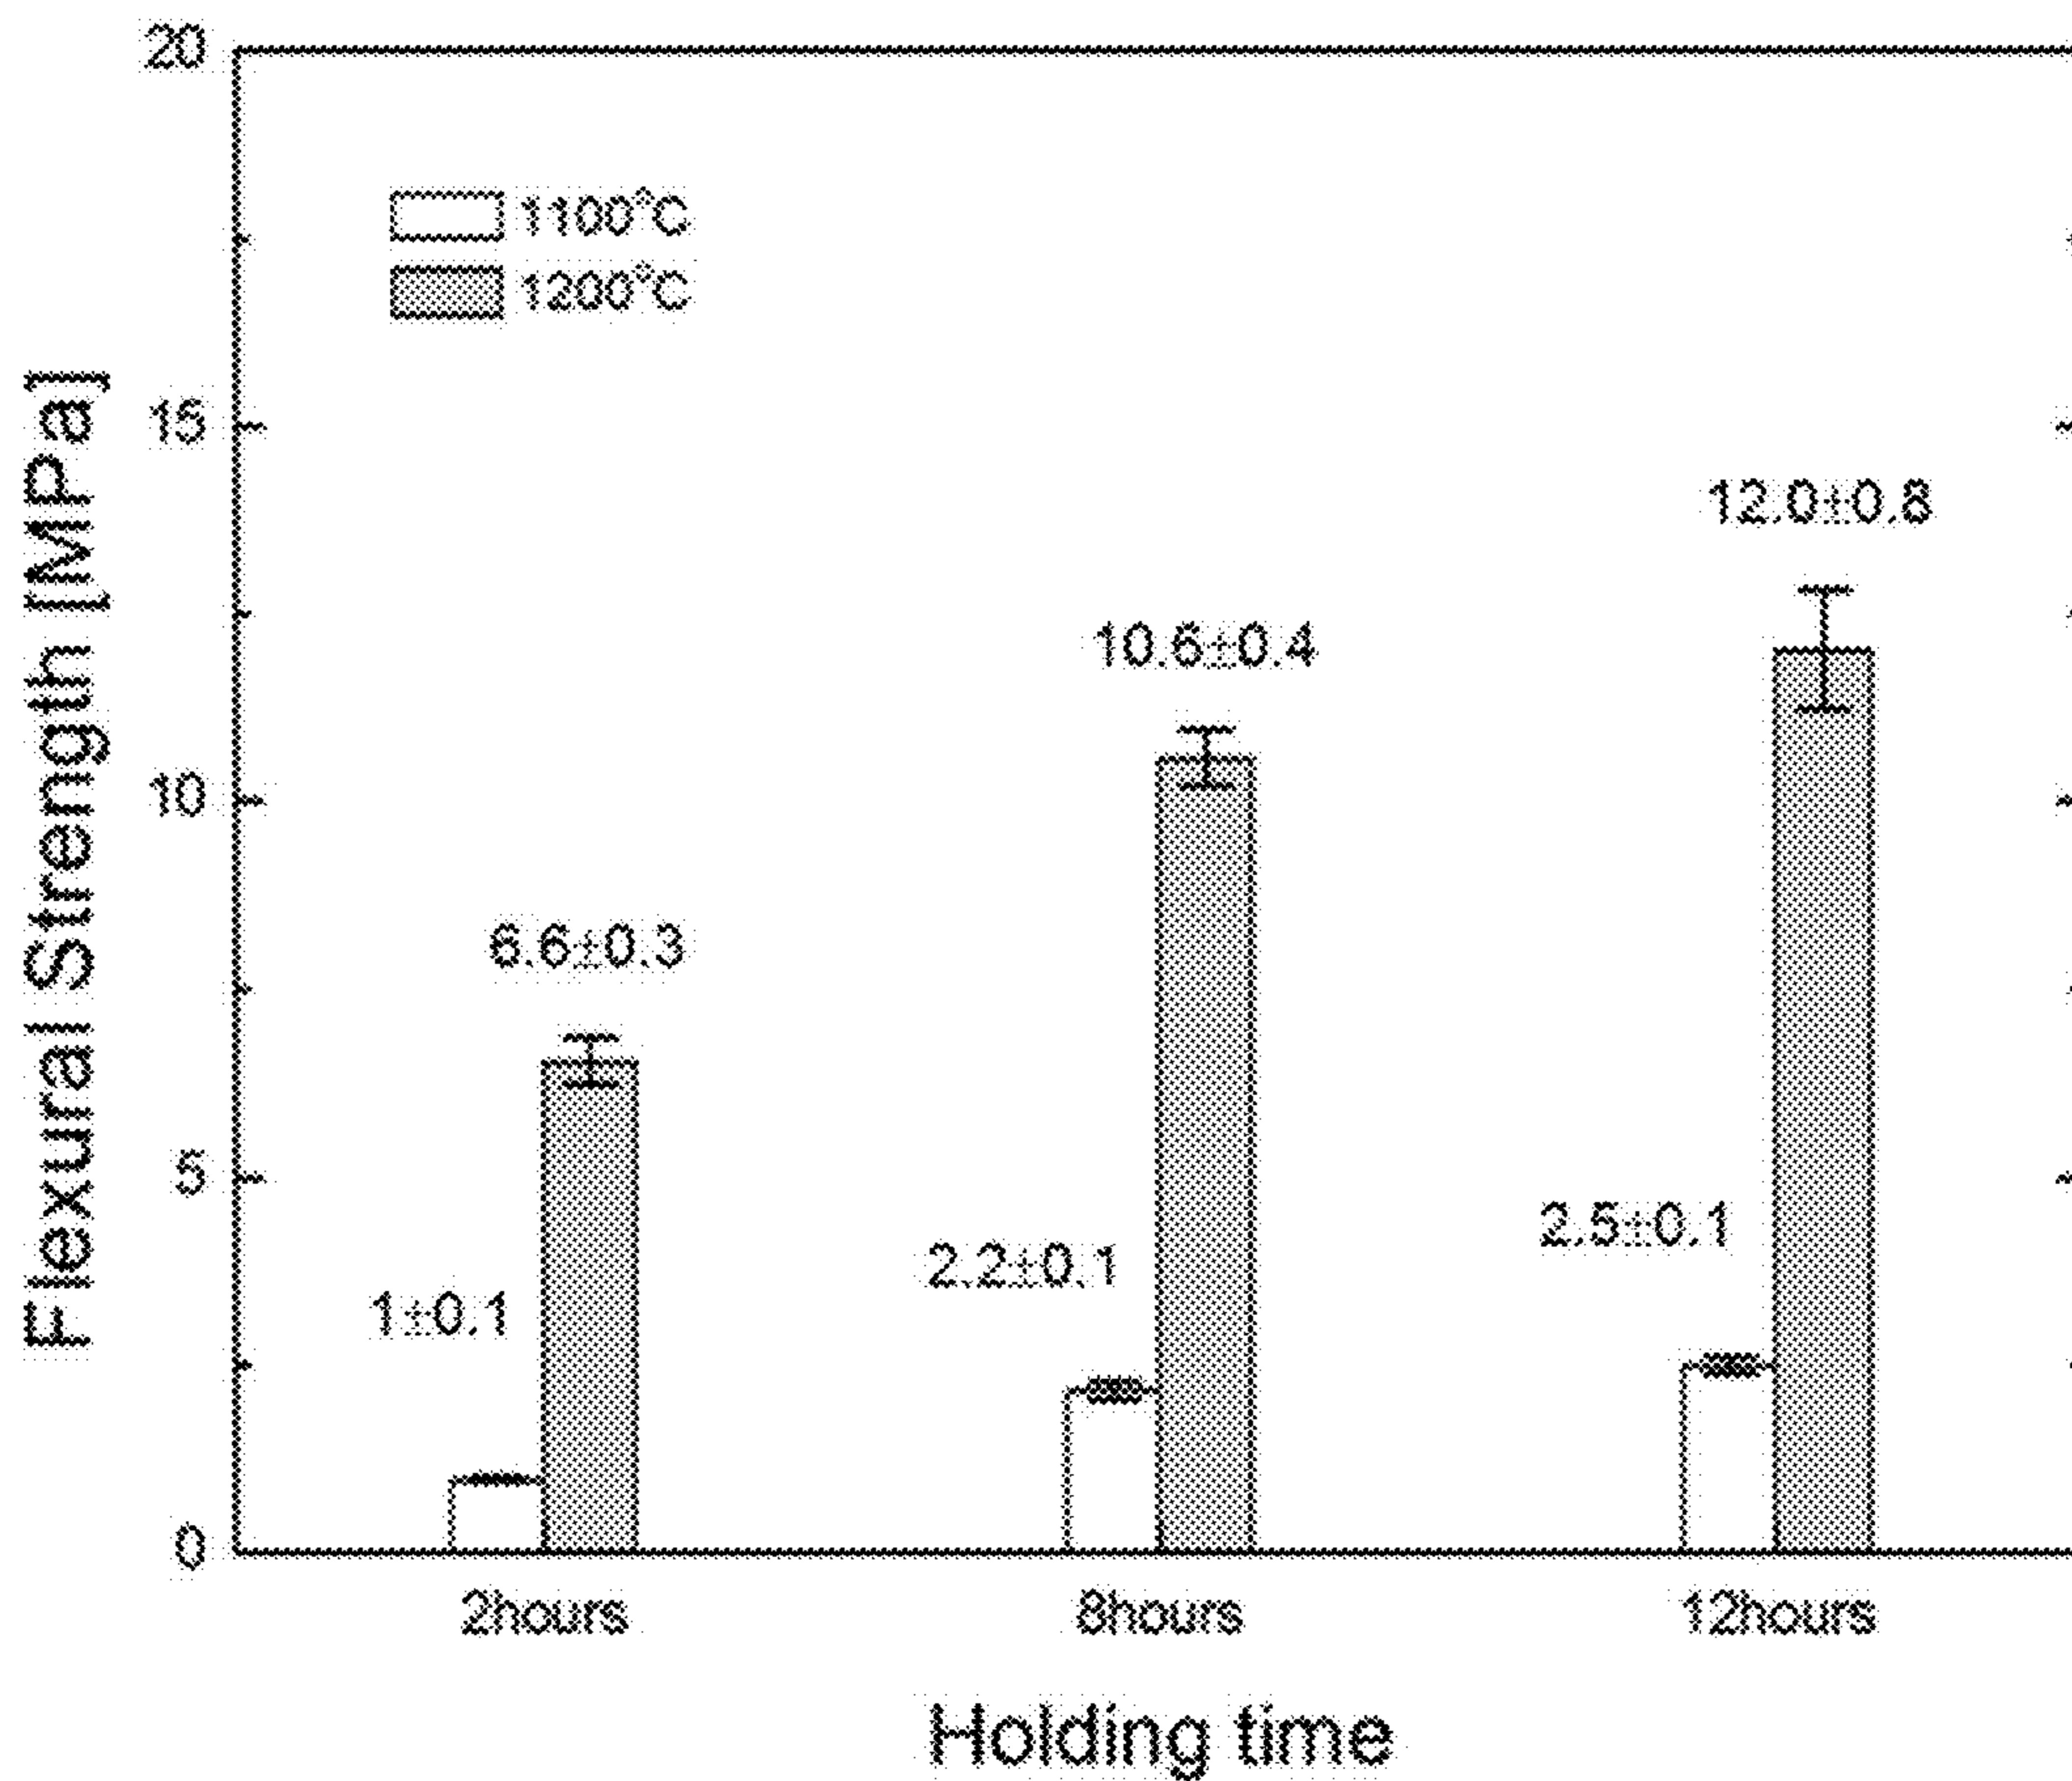 20
1100°C
1200°C
15
12.0±0.8
10.6±0.4
10
6.6±0.3
5
2.5±0.1
2.2±0.1
1±0.1
0
Flexural Strength [MPa]
2hours
8hours
12hours
Holding time